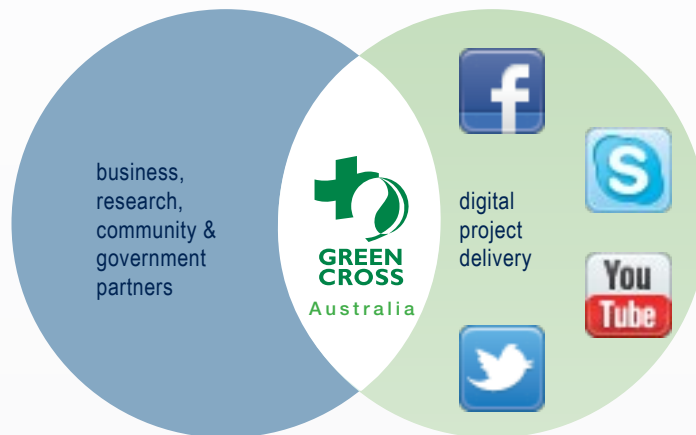 business,
research,
community &
government
partners
GREEN
CROSS
Australia
digital
project
delivery
f
S
You
Tube